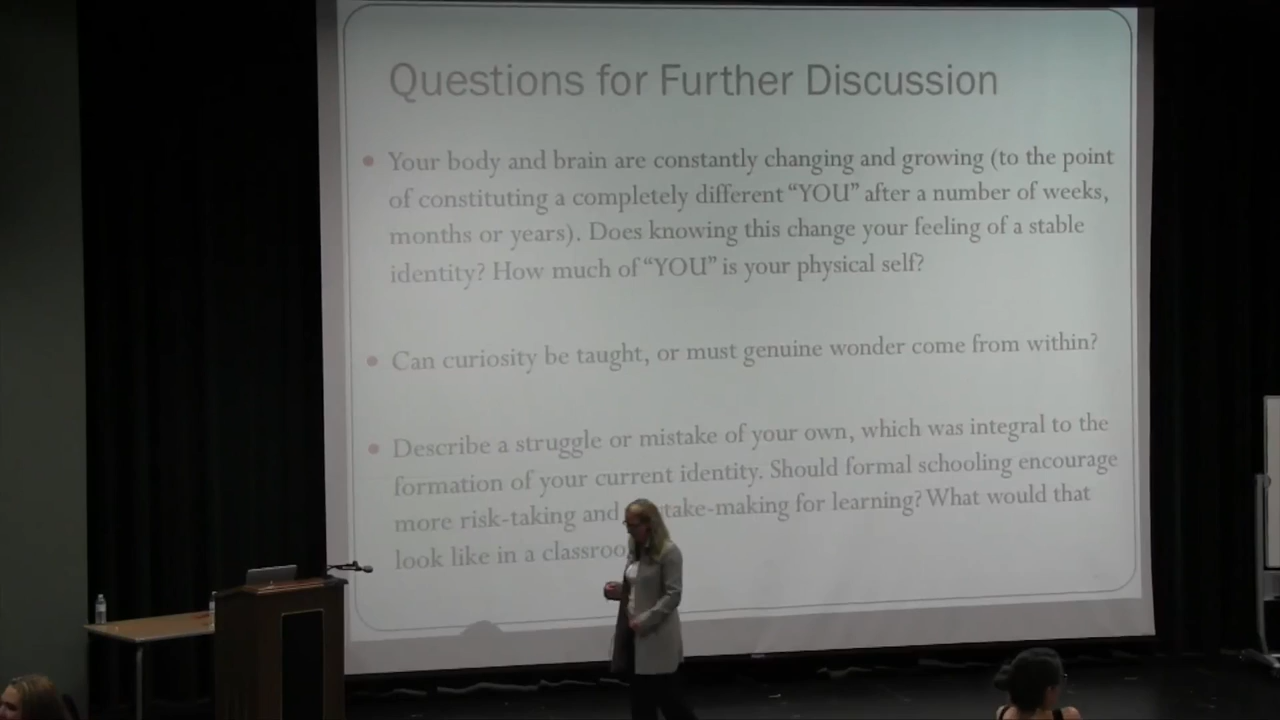 Questions for Further Discussion
• Your body and brain are constantly changing and growing (to the point
of constituting a completely different “YOU” after a number of weeks,
months or years). Does knowing this change your feeling of a stable
identity? How much of “YOU” is your physical self?
• Can curiosity be taught, or must genuine wonder come from within?
• Describe a struggle or mistake of your own, which was integral to the
formation of your current identity. Should formal schooling encourage
more risk-taking and take-making for learning? What would that
look like in a classroo